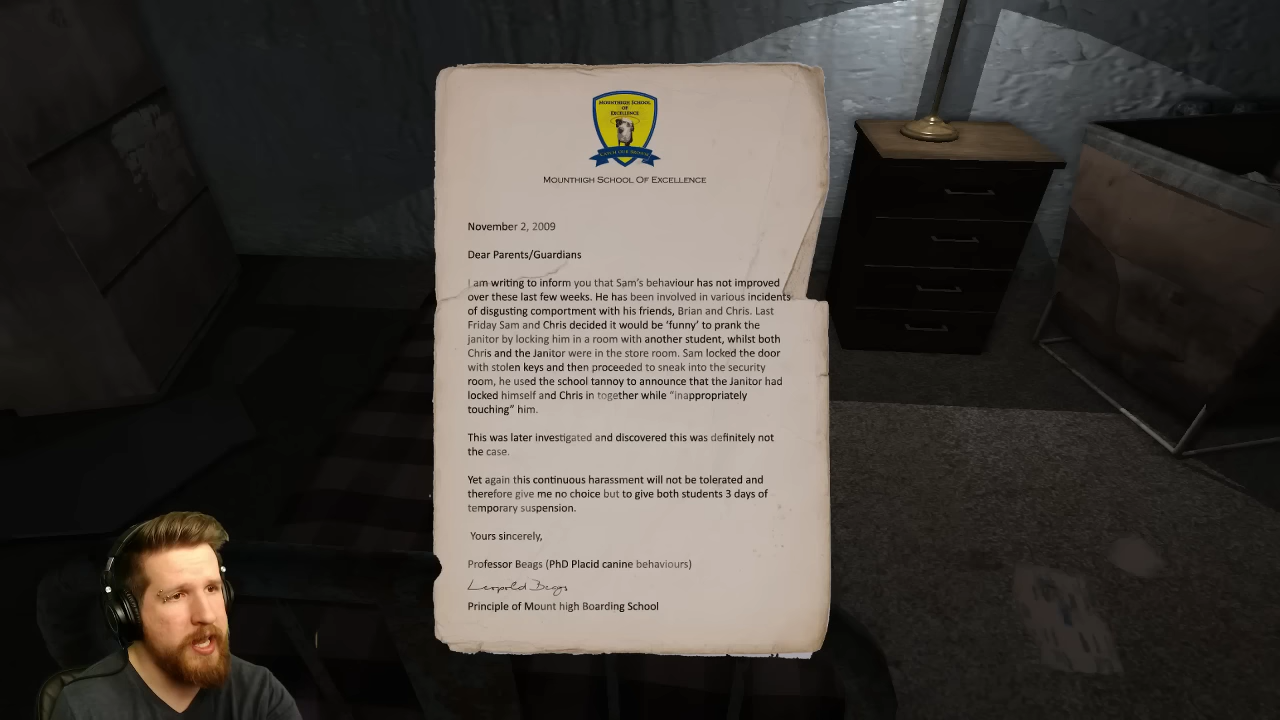 MOUNTHIGH SCHOOL
OF
EXCELLENCE
MOUNTHIGH SCHOOL OF EXCELLENCE
November 2, 2009
Dear Parents/Guardians
I am writing to inform you that Sam's behaviour has not improved
over these last few weeks. He has been involved in various incidents
of disgusting comportment with his friends, Brian and Chris. Last
Friday Sam and Chris decided it would be 'funny' to prank the
janitor by locking him in a room with another student, whilst both
Chris and the Janitor were in the store room. Sam locked the door
with stolen keys and then proceeded to sneak into the security
room, he used the school tannoy to announce that the Janitor had
locked himself and Chris in together while "inappropriately
touching" him.
This was later investigated and discovered this was definitely not
the case.
Yet again this continuous harassment will not be tolerated and
therefore give me no choice but to give both students 3 days of
temporary suspension.
Yours sincerely,
Professor Beags (PhD Placid canine behaviours)
Leopold Beags
Principle of Mount high Boarding School